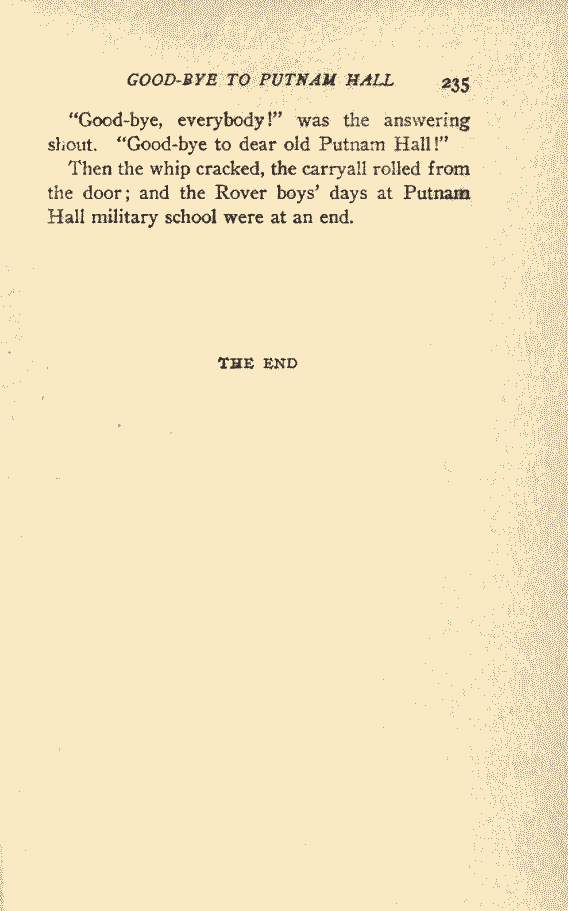 GOOD-BYE TO PUTNAM HALL 235
“Good-bye, everybody!” was the answering
shout. “Good-bye to dear old Putnam Hall!”
Then the whip cracked, the carryall rolled from
the door; and the Rover boys’ days at Putnam
Hall military school were at an end.
THE END